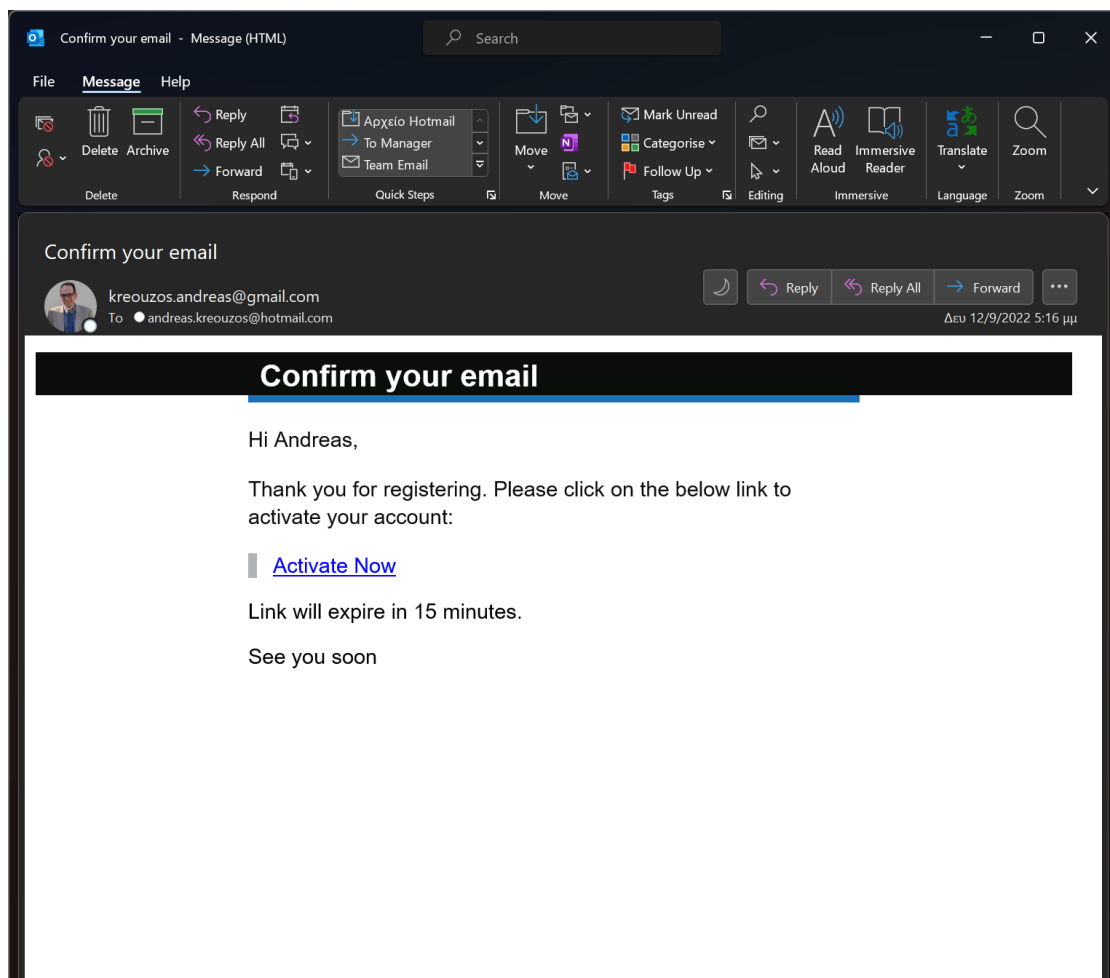 Confirm your email - Message (HTML)
Search
File Message Help
Delete Archive
Reply
Reply All
Forward
Αρχείο Hotmail
To Manager
Team Email
Move
Mark Unread
Categorise
Follow Up
Read Aloud
Immersive Reader
Translate
Zoom
Delete Respond Quick Steps Move Tags Editing Immersive Language Zoom
Confirm your email
kreouzos.andreas@gmail.com
To andreas.kreouzos@hotmail.com
Reply Reply All Forward
Δευ 12/9/2022 5:16 μμ
Confirm your email
Hi Andreas,
Thank you for registering. Please click on the below link to
activate your account:
Activate Now
Link will expire in 15 minutes.
See you soon